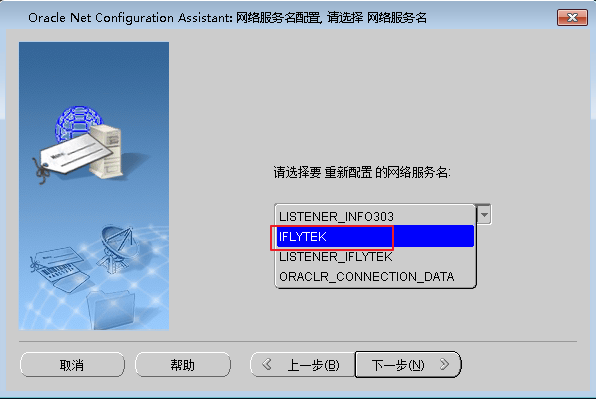 Oracle Net Configuration Assistant: 网络服务名配置, 请选择 网络服务名
请选择要 重新配置 的网络服务名:
LISTENER_INFO303
IFLYTEK
LISTENER_IFLYTEK
ORACLR_CONNECTION_DATA
取消 帮助 上一步(B) 下一步(N)